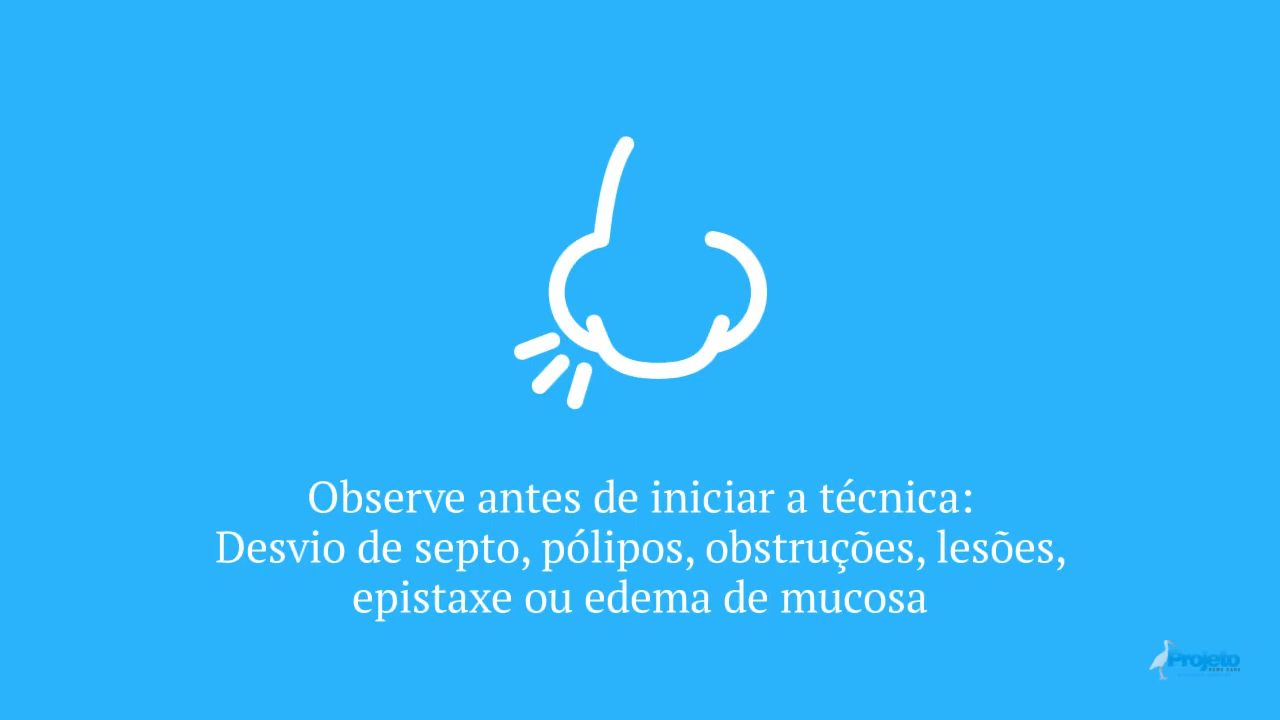 Observe antes de iniciar a técnica:
Desvio de septo, pólipos, obstruções, lesões,
epistaxe ou edema de mucosa
Projeto